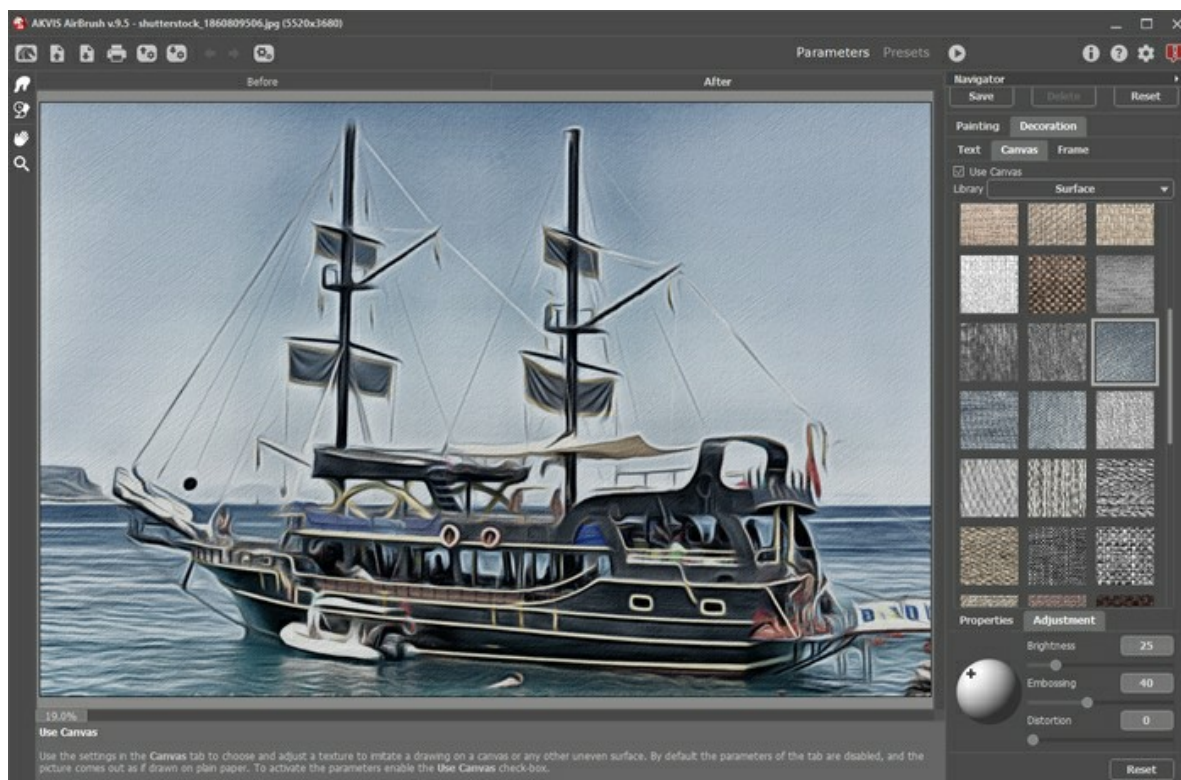 AKVIS AirBrush v.9.5 - shutterstock_1860809506.jpg (5520x3680)
Parameters Presets
Before After
Navigator
Save Delete Reset
Painting Decoration
Text Canvas Frame
Use Canvas
Library Surface
Properties Adjustment
Brightness 25
Embossing 40
Distortion 0
Reset
19.0%
Use Canvas
Use the settings in the Canvas tab to choose and adjust a texture to imitate a drawing on a canvas or any other uneven surface. By default the parameters of the tab are disabled, and the
picture comes out as if drawn on plain paper. To activate the parameters enable the Use Canvas check-box.